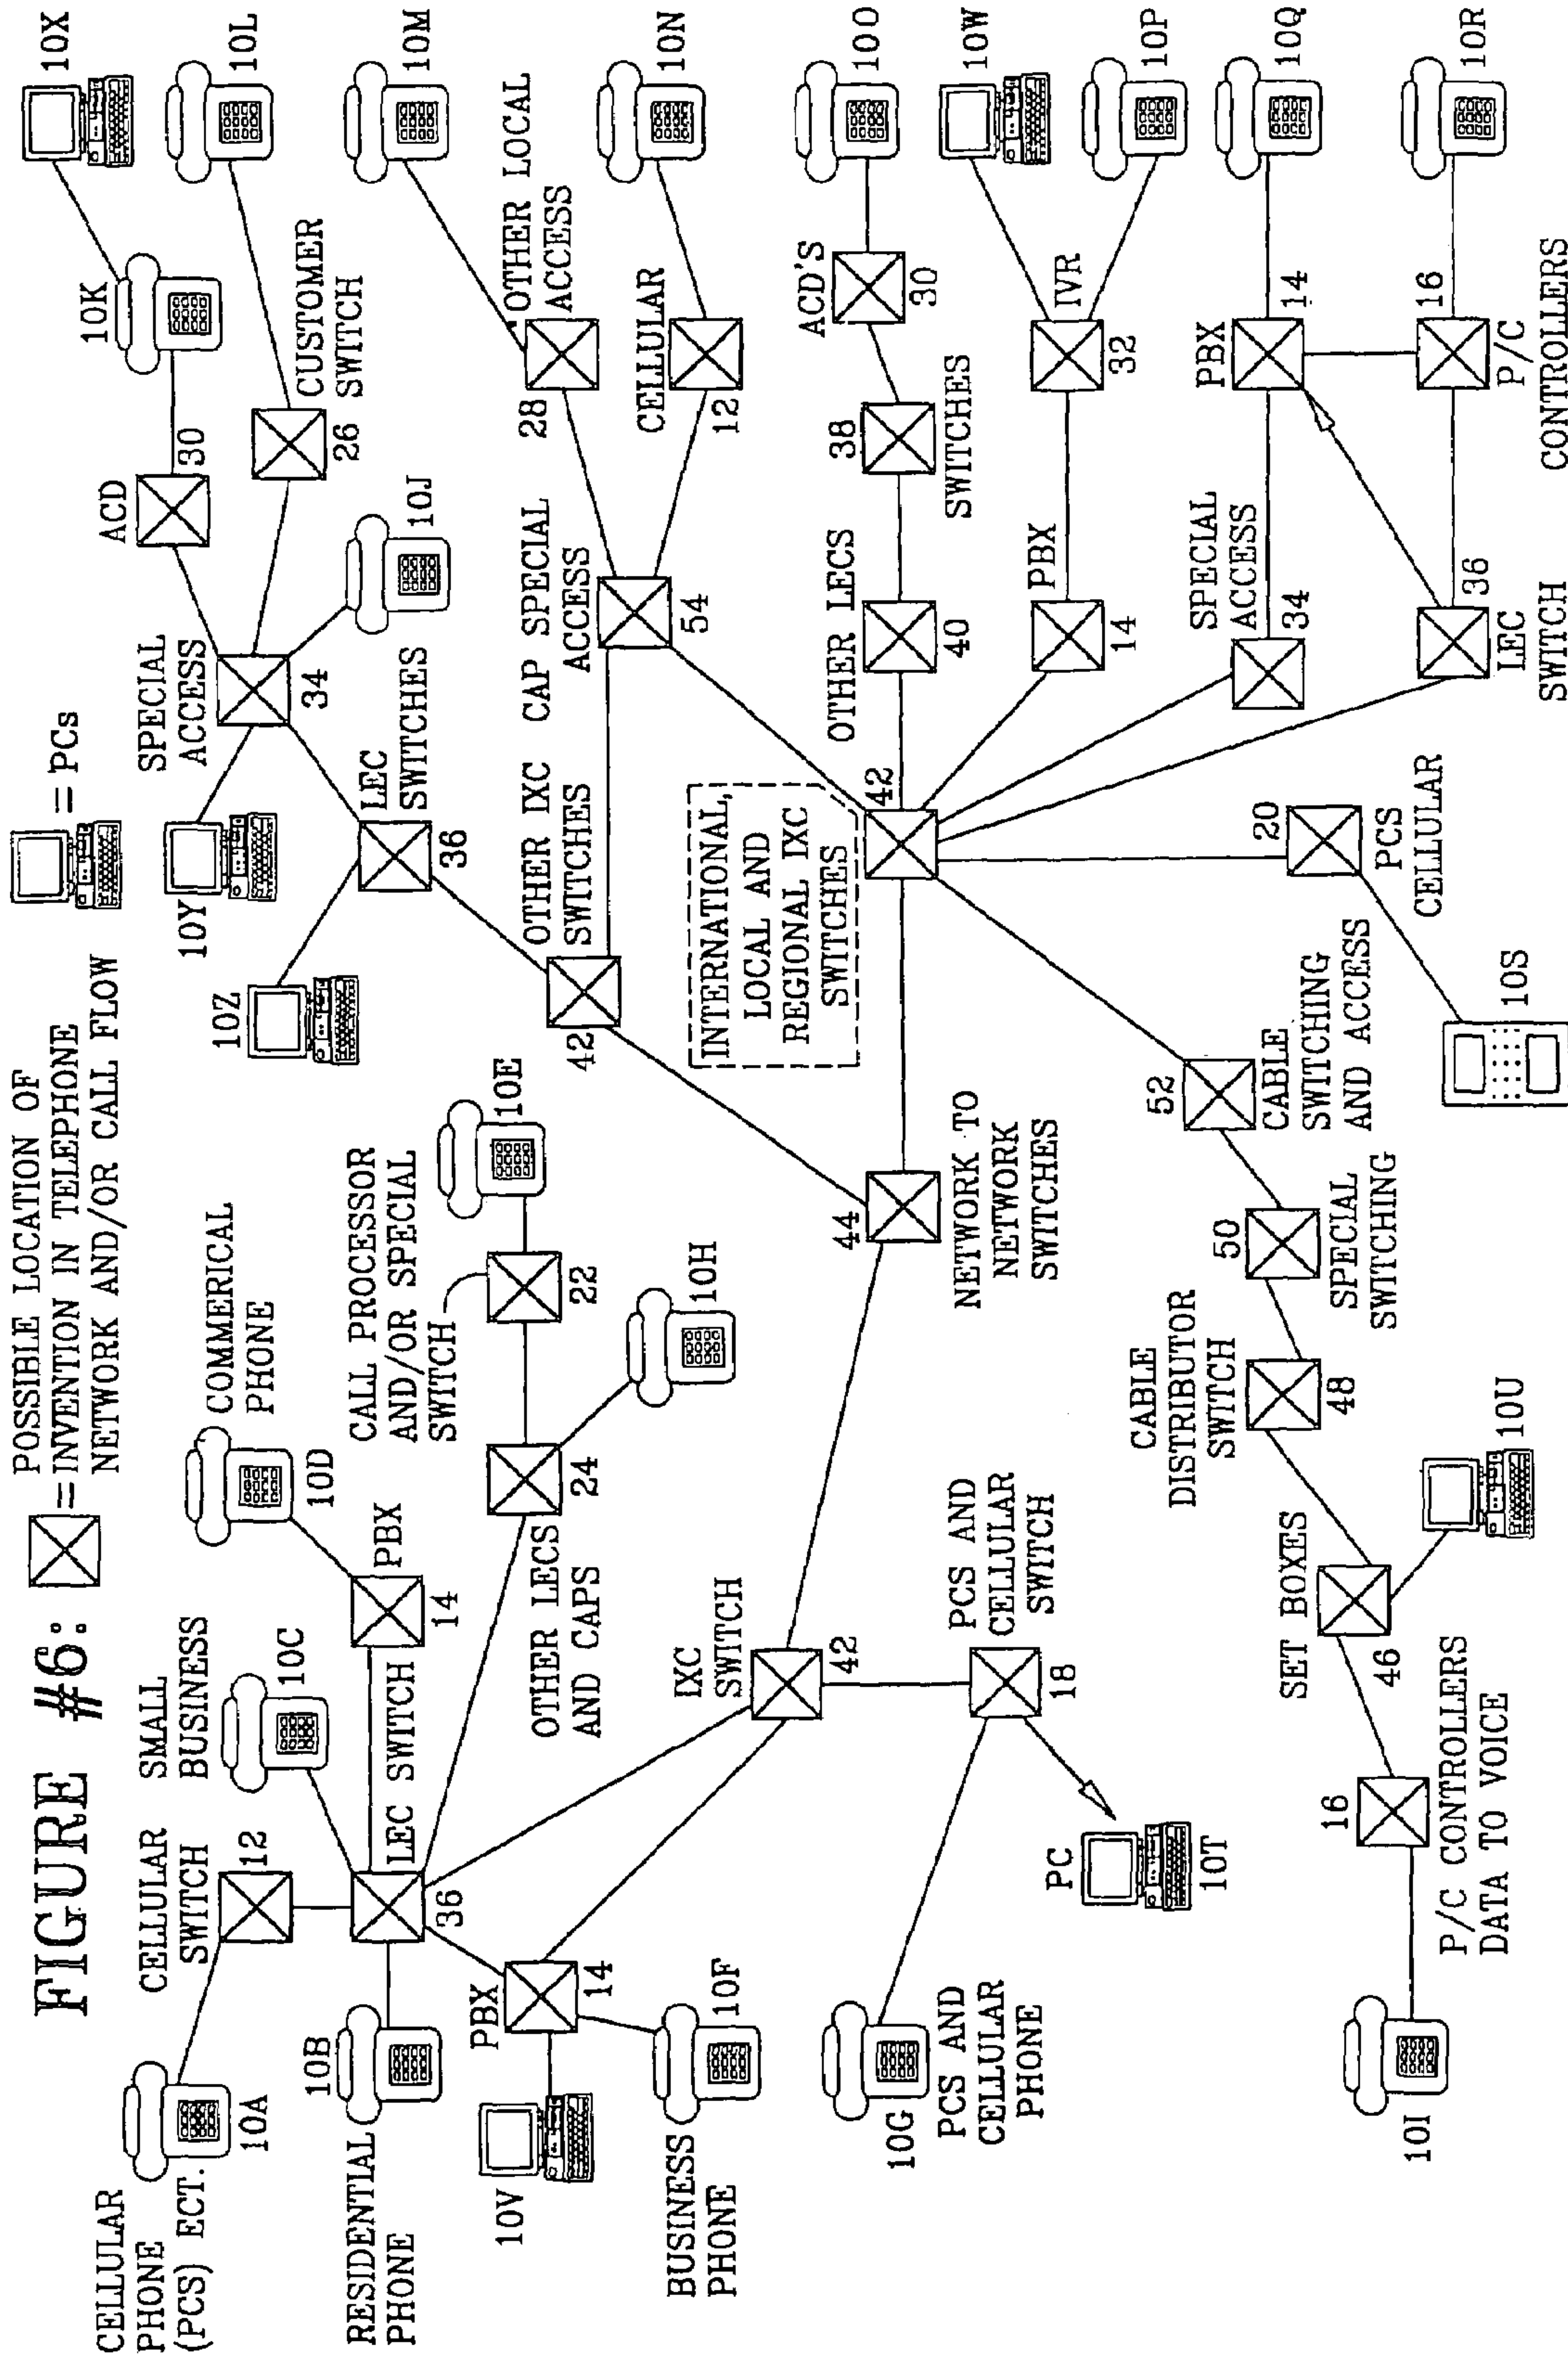 FIGURE #6:
= POSSIBLE LOCATION OF
INVENTION IN TELEPHONE
NETWORK AND/OR CALL FLOW
= PCs
CELLULAR
PHONE
(PCS) ECT.
10A
CELLULAR
SWITCH
12
SMALL
BUSINESS
10C
COMMERICAL
PHONE
10D
RESIDENTIAL
PHONE
10B
36
LEC SWITCH
14
PBX
CALL PROCESSOR
AND/OR SPECIAL
SWITCH
22
10E
10V
PBX
14
BUSINESS
PHONE
10F
OTHER LECS
AND CAPS
24
10H
IXC
SWITCH
42
10G
PCS AND
CELLULAR
PHONE
PCS AND
CELLULAR
SWITCH
18
PC
10T
44
NETWORK TO
NETWORK
SWITCHES
10I
16
P/C CONTROLLERS
DATA TO VOICE
SET BOXES
46
10U
CABLE
DISTRIBUTOR
SWITCH
48
50
SPECIAL
SWITCHING
52
CABLE
SWITCHING
AND ACCESS
10S
20
PCS
CELLULAR
10Z
10Y
SPECIAL
ACCESS
34
LEC
SWITCHES
36
ACD
30
10K
10X
CUSTOMER
SWITCH
26
10L
10J
OTHER IXC
SWITCHES
42
CAP SPECIAL
ACCESS
54
28
OTHER LOCAL
ACCESS
10M
CELLULAR
12
10N
INTERNATIONAL,
LOCAL AND
REGIONAL IXC
SWITCHES
42
OTHER LECS
40
38
SWITCHES
ACD'S
30
10O
PBX
14
IVR
32
10W
10P
SPECIAL
ACCESS
34
PBX
14
10Q
LEC
SWITCH
36
16
P/C
CONTROLLERS
10R